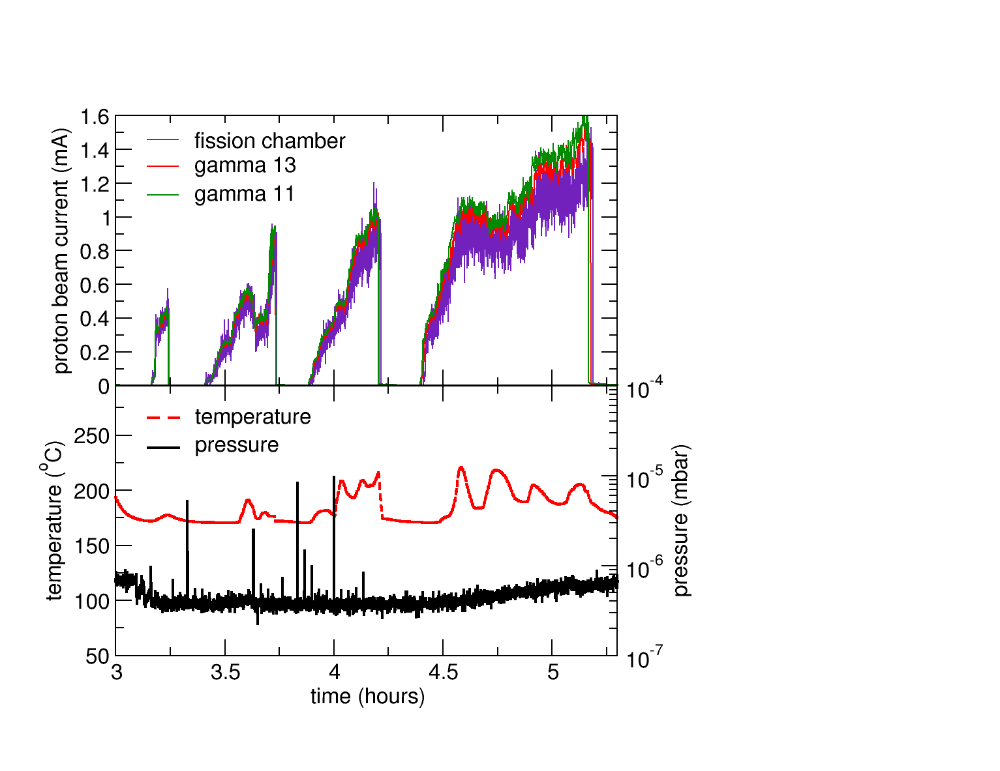 1.6
1.4
1.2
1
0.8
0.6
0.4
0.2
0
proton beam current (mA)
fission chamber
gamma 13
gamma 11
temperature
pressure
250
200
150
100
50
temperature (°C)
10-4
10-5
10-6
10-7
pressure (mbar)
3 3.5 4 4.5 5
time (hours)